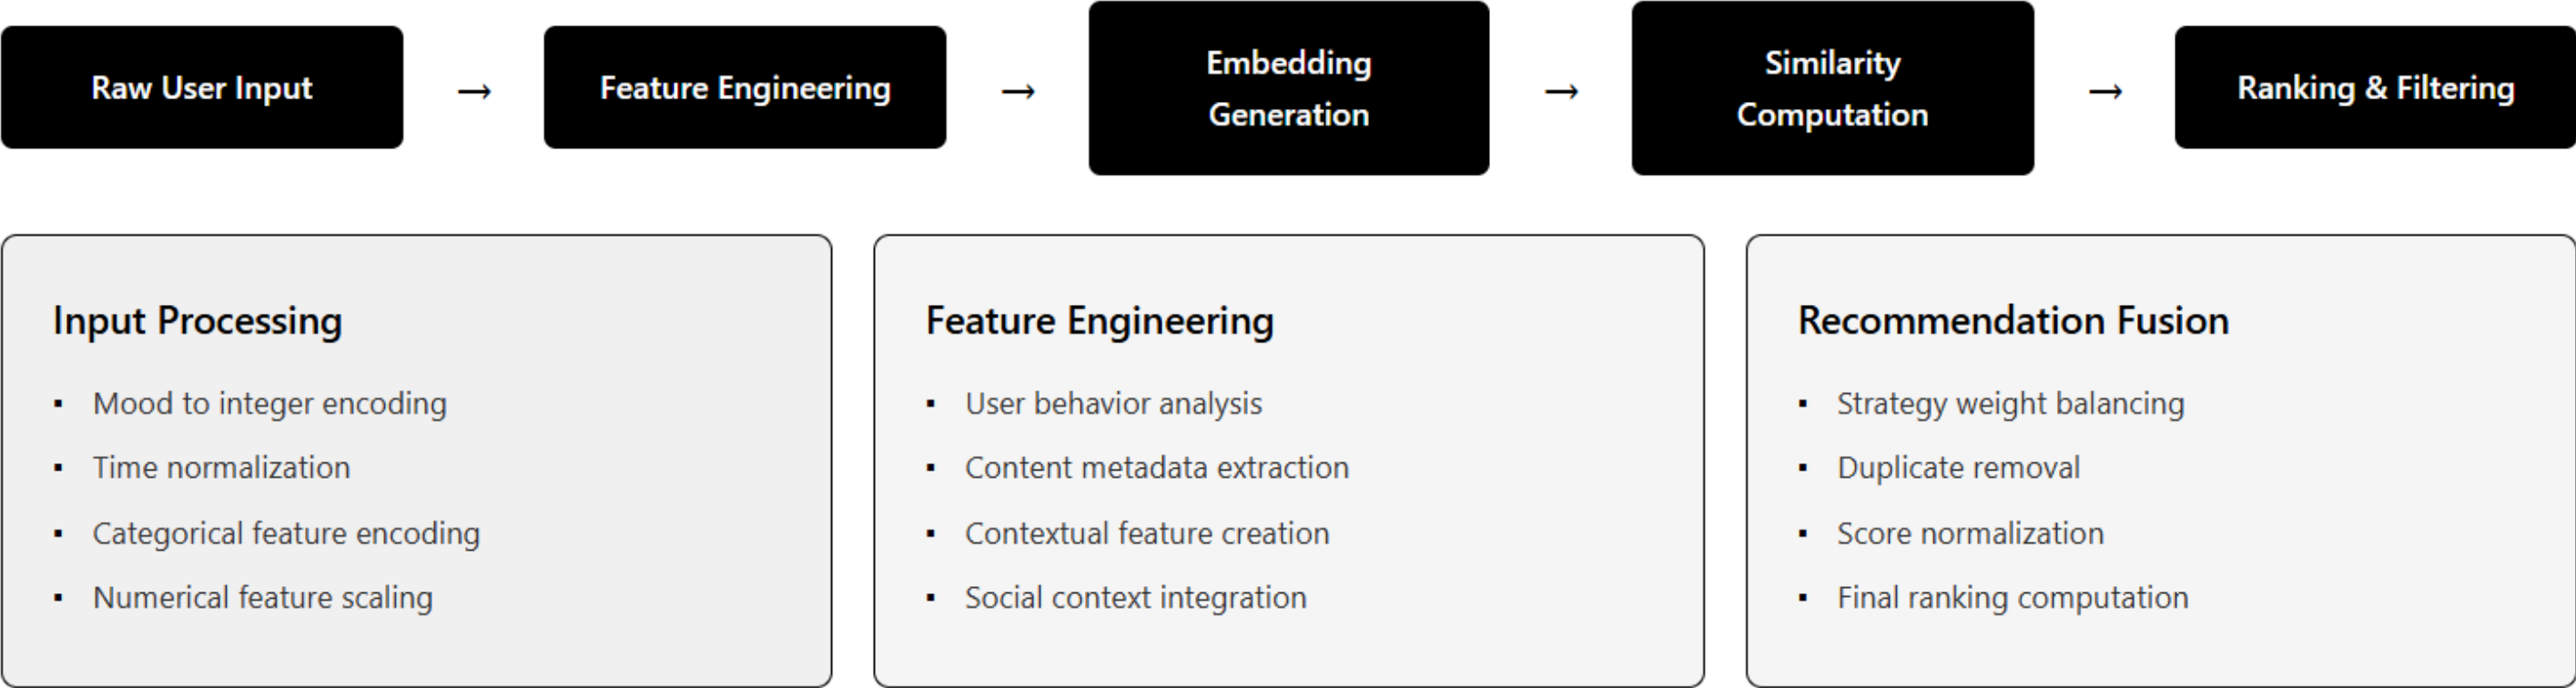 Raw User Input
→
Feature Engineering
→
Embedding
Generation
→
Similarity
Computation
→
Ranking & Filtering
Input Processing
▪ Mood to integer encoding
▪ Time normalization
▪ Categorical feature encoding
▪ Numerical feature scaling
Feature Engineering
▪ User behavior analysis
▪ Content metadata extraction
▪ Contextual feature creation
▪ Social context integration
Recommendation Fusion
▪ Strategy weight balancing
▪ Duplicate removal
▪ Score normalization
▪ Final ranking computation